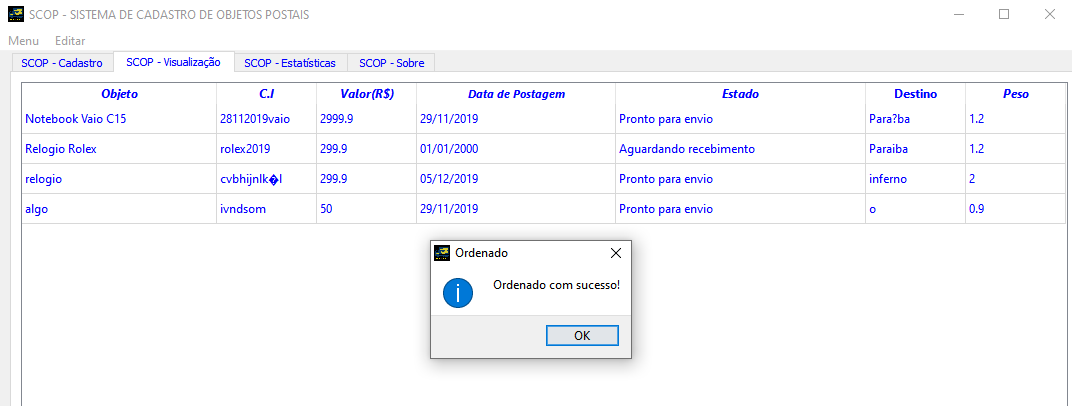 SCOP - SISTEMA DE CADASTRO DE OBJETOS POSTAIS
Menu Editar
SCOP - Cadastro SCOP - Visualização SCOP - Estatísticas SCOP - Sobre
Objeto C.I Valor(R$) Data de Postagem Estado Destino Peso
Notebook Vaio C15 28112019vaio 2999.9 29/11/2019 Pronto para envio Para?ba 1.2
Relogio Rolex rolex2019 299.9 01/01/2000 Aguardando recebimento Paraiba 1.2
relogio cvbhijnlk�l 299.9 05/12/2019 Pronto para envio inferno 2
algo ivndsom 50 29/11/2019 Pronto para envio o 0.9
Ordenado
Ordenado com sucesso!
OK